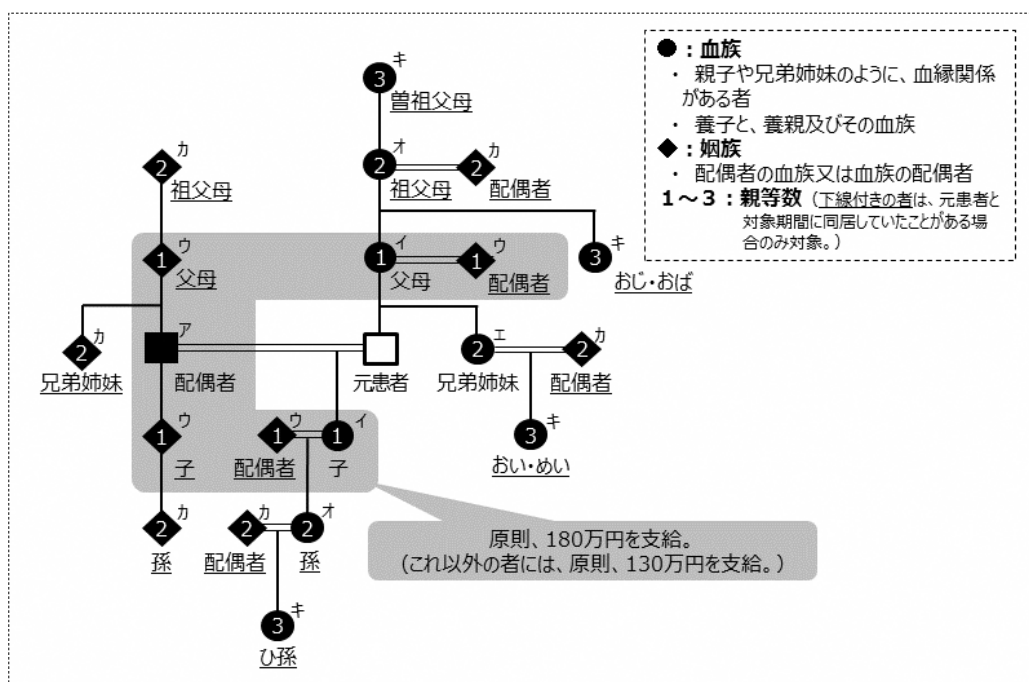 ●：血族
・ 親子や兄弟姉妹のように、血縁関係
がある者
・ 養子と、養親及びその血族
◆：姻族
・ 配偶者の血族又は血族の配偶者
1～3：親等数（下線付きの者は、元患者と
対象期間に同居していたことがある場
合のみ対象。）
3 キ
曽祖父母
2 カ
祖父母
2 オ
祖父母
2 カ
配偶者
1 ウ
父母
1 イ
父母
1 ウ
配偶者
3 キ
おじ・おば
2 カ
兄弟姉妹
ア
配偶者
元患者
2 エ
兄弟姉妹
2 カ
配偶者
1 ウ
子
1 ウ
配偶者
1 イ
子
3 キ
おい・めい
2 カ
孫
2 カ
配偶者
2 オ
孫
原則、180万円を支給。
（これ以外の者には、原則、130万円を支給。）
3 キ
ひ孫